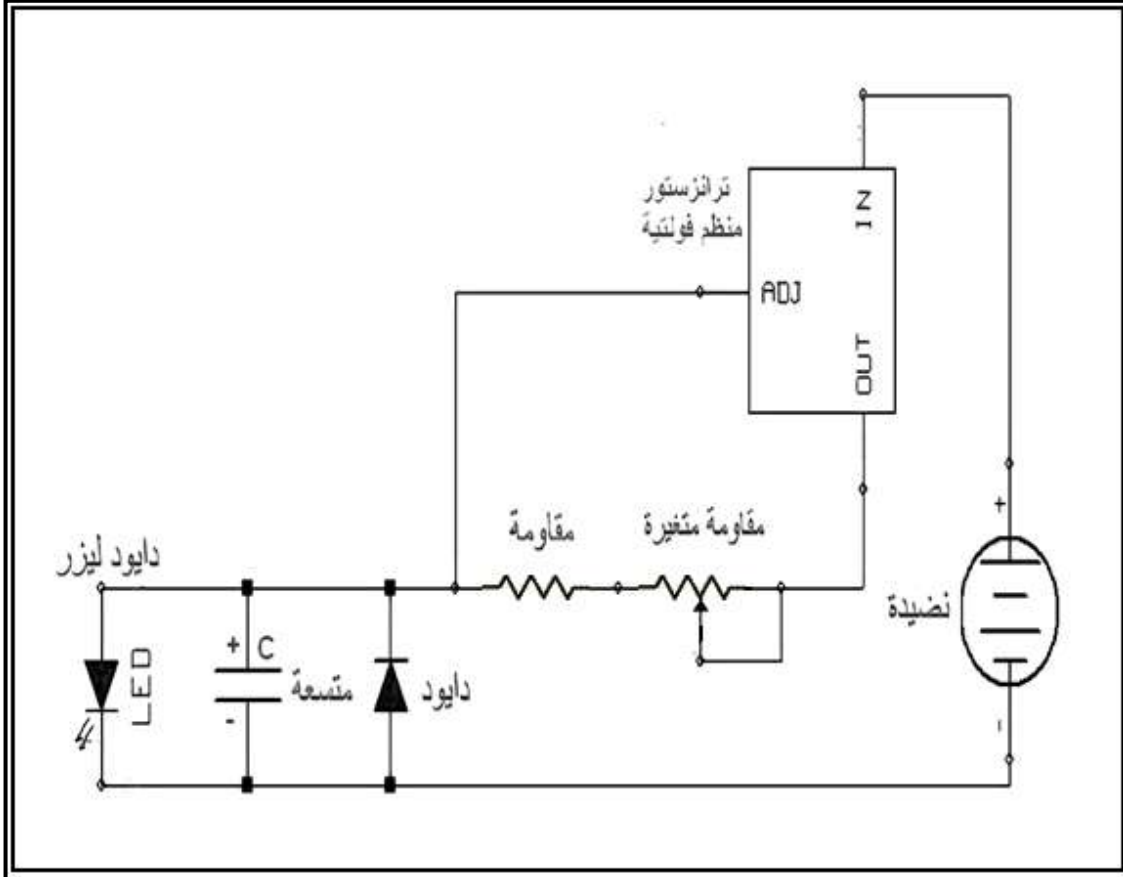 ترانزستور
منظم فولتية
IN
ADJ
OUT
مقاومة متغيرة
مقاومة
دايود ليزر
+
نضيدة
LED
+ C
متسعة
-
دايود
-